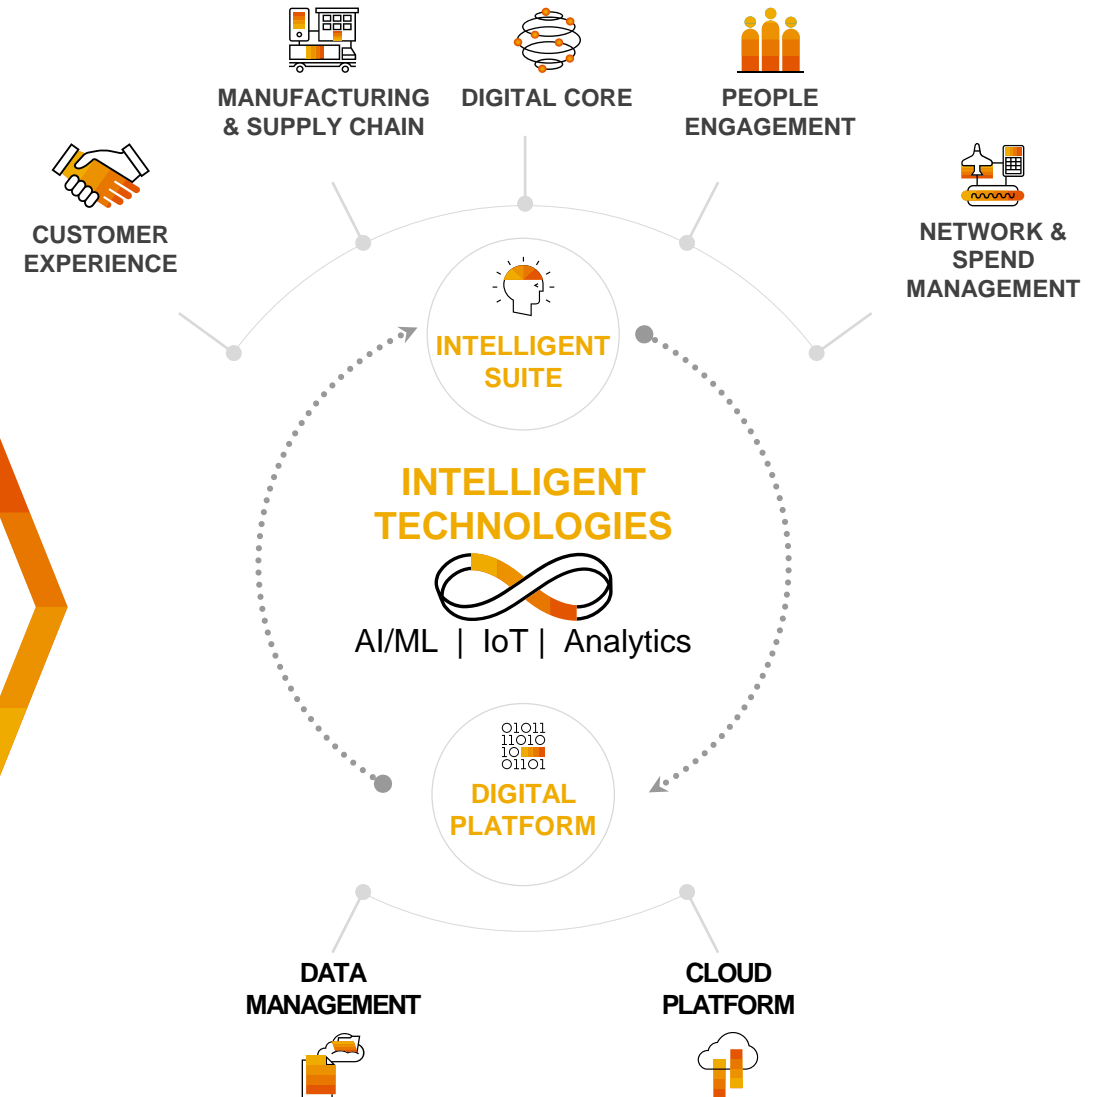 MANUFACTURING
& SUPPLY CHAIN
DIGITAL CORE
PEOPLE
ENGAGEMENT
CUSTOMER
EXPERIENCE
NETWORK &
SPEND
MANAGEMENT
INTELLIGENT
SUITE
INTELLIGENT
TECHNOLOGIES
AI/ML | IoT | Analytics
01011
11010
10
01101
DIGITAL
PLATFORM
DATA
MANAGEMENT
CLOUD
PLATFORM